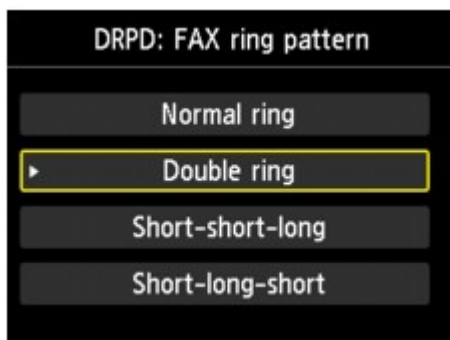 DRPD: FAX ring pattern
Normal ring
Double ring
Short-short-long
Short-long-short